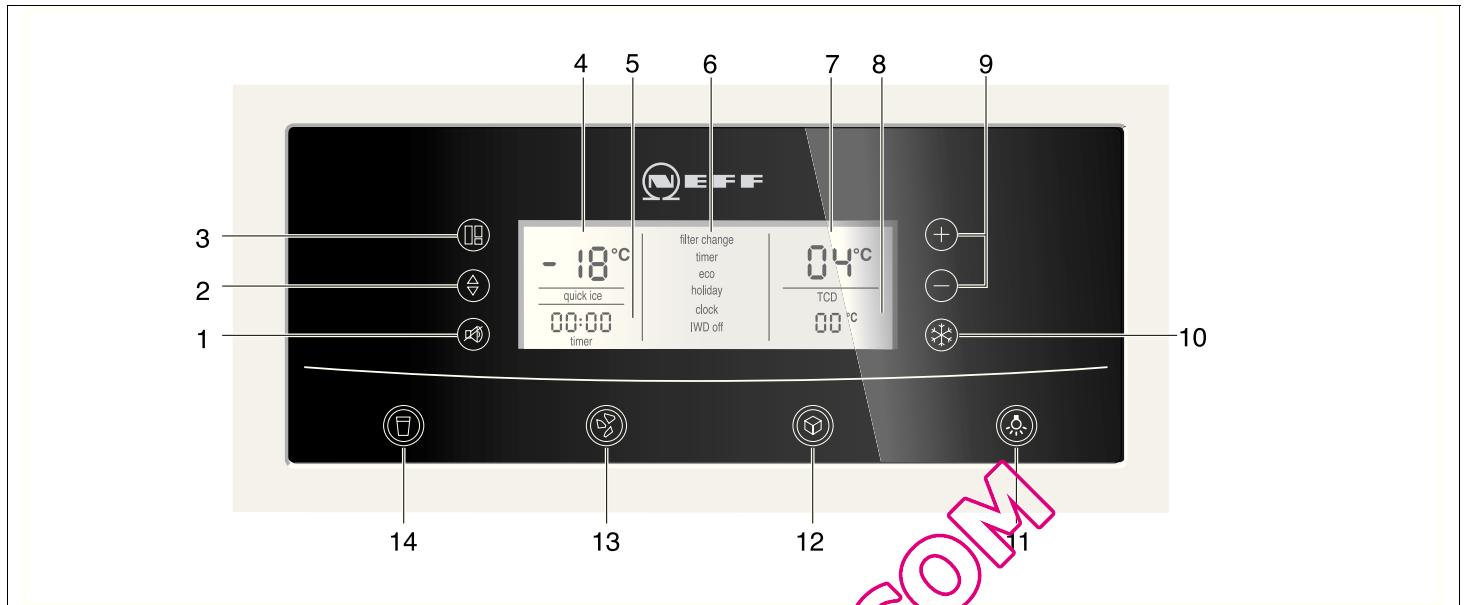 4 5 6 7 8 9
NEFF
3
2
1
-18°C
quick ice
00:00
timer
filter change
timer
eco
holiday
clock
IWD off
04°C
TCD
00°C
10
14 13 12 11
COM